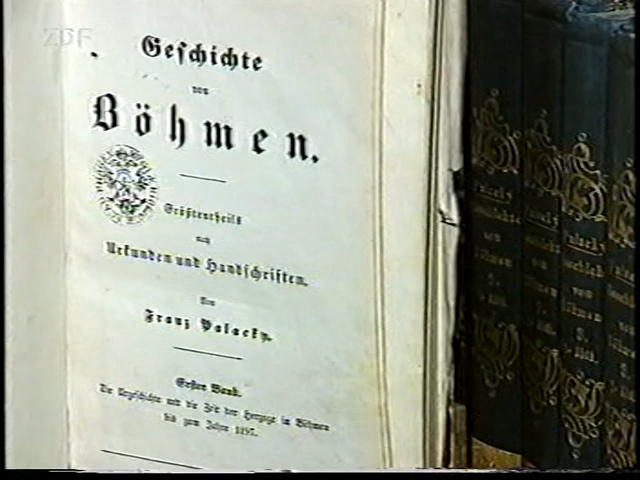 ZDF
Geschichte
von
Böhmen.
Größtentheils
nach
Urkunden und Handschriften.
Von
Franz Palacky.
Erster Band.
Die Urgeschichte und die Zeit der Herzoge in Böhmen
bis zum Jahre 1197.
Palacky
Geschichte
von
Böhmen